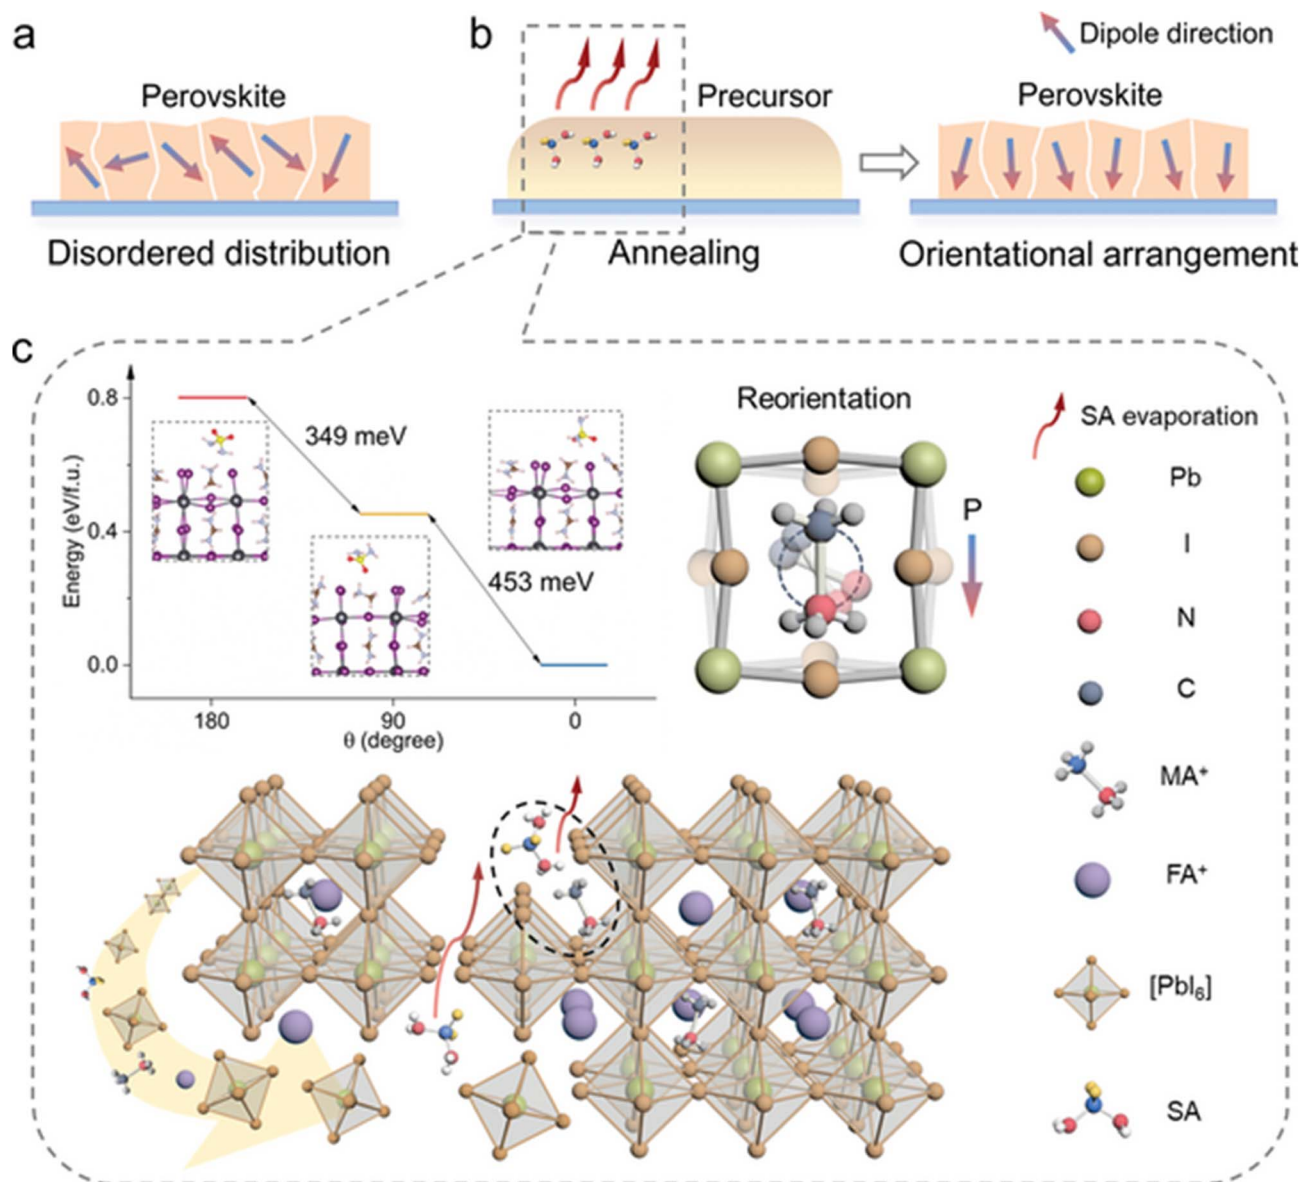 a
b
Dipole direction
Perovskite
Precursor
Perovskite
Disordered distribution
Annealing
Orientational arrangement
c
Energy (eV/f.u.)
0.8
0.4
0.0
349 meV
453 meV
180
90
0
θ (degree)
Reorientation
P
SA evaporation
Pb
I
N
C
MA⁺
FA⁺
[PbI₆]
SA